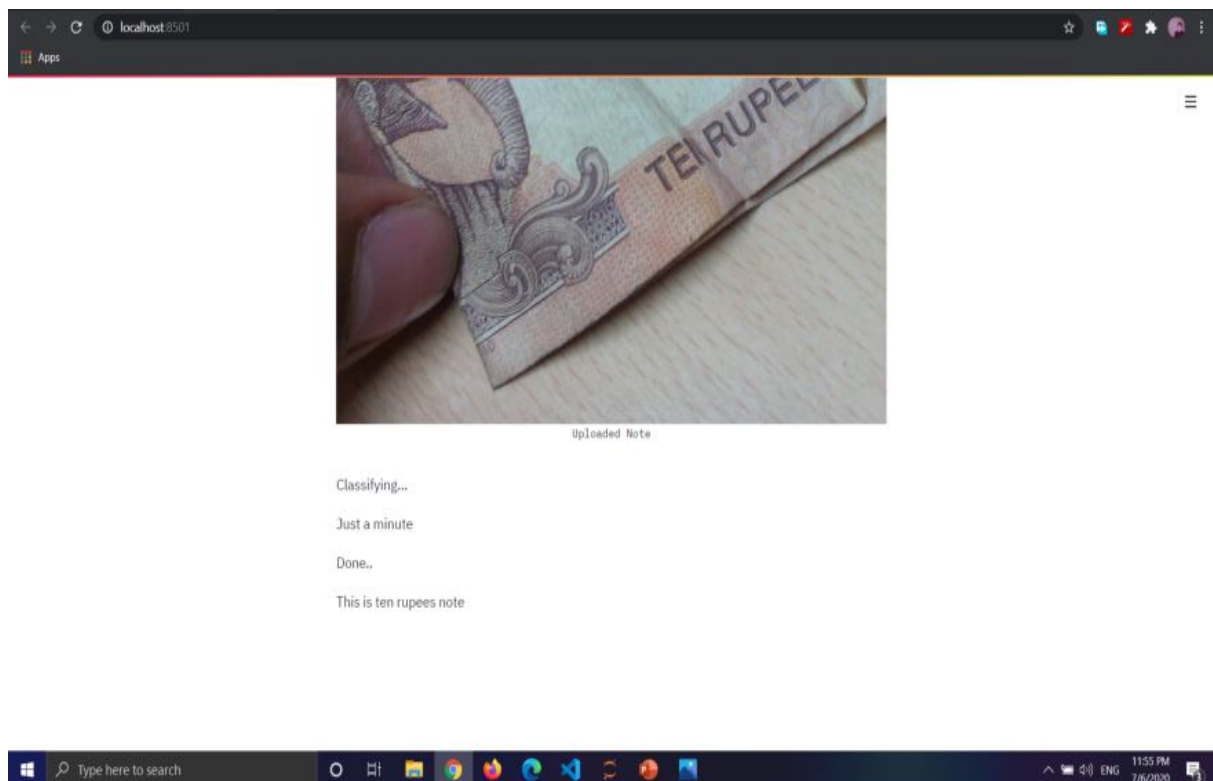 localhost:8501
Apps
TEN RUPEE
Uploaded Note
Classifying...
Just a minute
Done..
This is ten rupees note
Type here to search
ENG
11:55 PM
7/6/2020
3